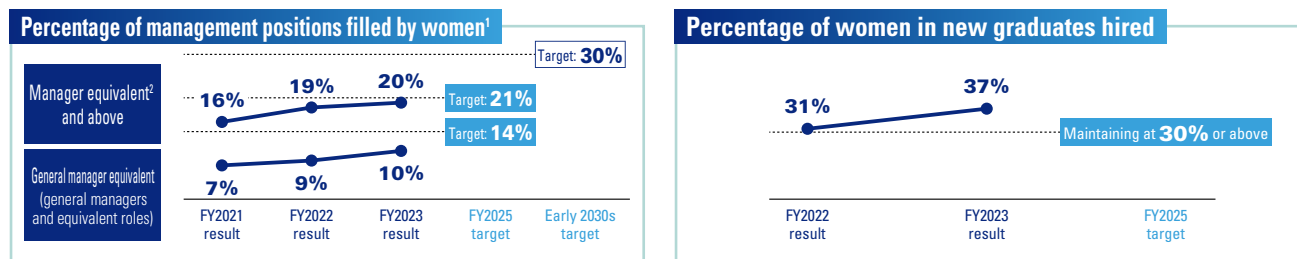 Percentage of management positions filled by women¹
Target: 30%
Manager equivalent²
and above
16%
19%
20%
Target: 21%
Target: 14%
General manager equivalent
(general managers
and equivalent roles)
7%
9%
10%
FY2021
result
FY2022
result
FY2023
result
FY2025
target
Early 2030s
target
Percentage of women in new graduates hired
31%
37%
Maintaining at 30% or above
FY2022
result
FY2023
result
FY2025
target